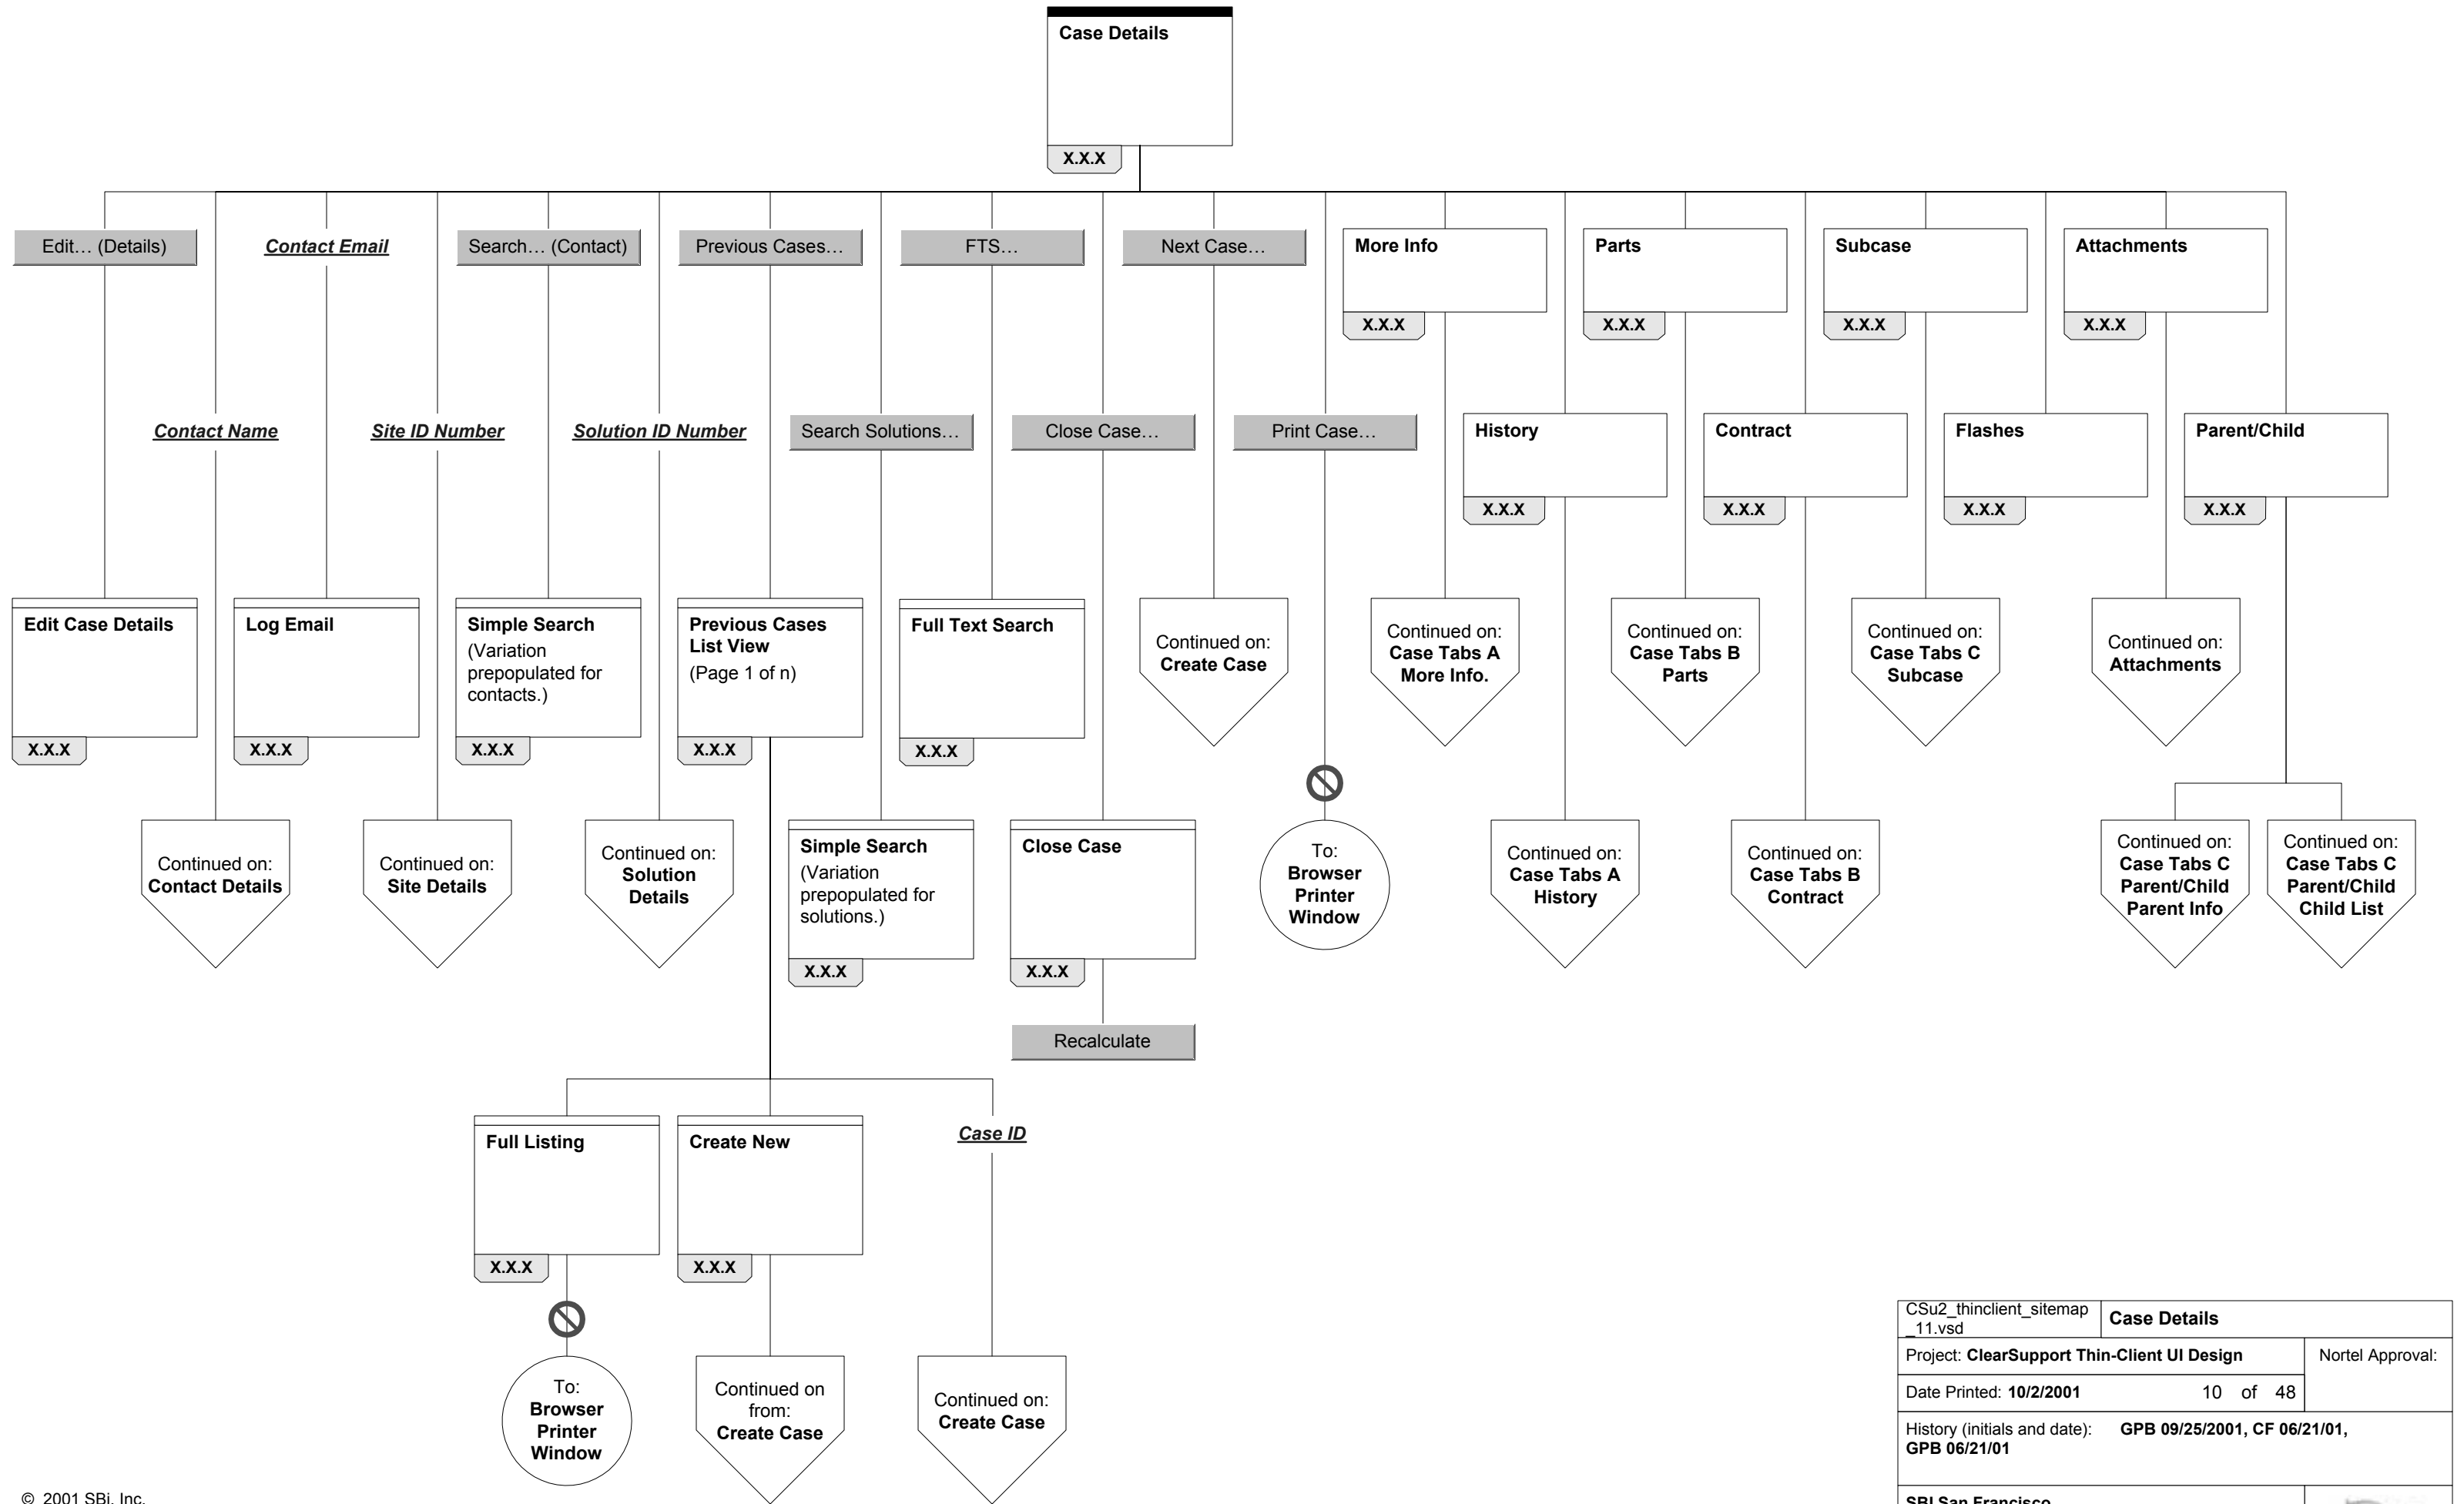 Case Details
X.X.X
Edit… (Details)
Contact Email
Search… (Contact)
Previous Cases…
FTS…
Next Case…
More Info
X.X.X
Parts
X.X.X
Subcase
X.X.X
Attachments
X.X.X
Contact Name
Site ID Number
Solution ID Number
Search Solutions…
Close Case…
Print Case…
History
X.X.X
Contract
X.X.X
Flashes
X.X.X
Parent/Child
X.X.X
Edit Case Details
X.X.X
Log Email
X.X.X
Simple Search
(Variation
prepopulated for
contacts.)
X.X.X
Previous Cases
List View
(Page 1 of n)
X.X.X
Full Text Search
X.X.X
Continued on:
Create Case
Continued on:
Case Tabs A
More Info.
Continued on:
Case Tabs B
Parts
Continued on:
Case Tabs C
Subcase
Continued on:
Attachments
Continued on:
Contact Details
Continued on:
Site Details
Continued on:
Solution
Details
Simple Search
(Variation
prepopulated for
solutions.)
X.X.X
Close Case
X.X.X
To:
Browser
Printer
Window
Continued on:
Case Tabs A
History
Continued on:
Case Tabs B
Contract
Continued on:
Case Tabs C
Parent/Child
Parent Info
Continued on:
Case Tabs C
Parent/Child
Child List
Recalculate
Full Listing
X.X.X
Create New
X.X.X
Case ID
To:
Browser
Printer
Window
Continued on
from:
Create Case
Continued on:
Create Case
CSu2_thinclient_sitemap
_11.vsd
Case Details
Project: ClearSupport Thin-Client UI Design
Nortel Approval:
Date Printed: 10/2/2001 10 of 48
History (initials and date): GPB 09/25/2001, CF 06/21/01,
GPB 06/21/01
SBI San Francisco
© 2001 SBi, Inc.